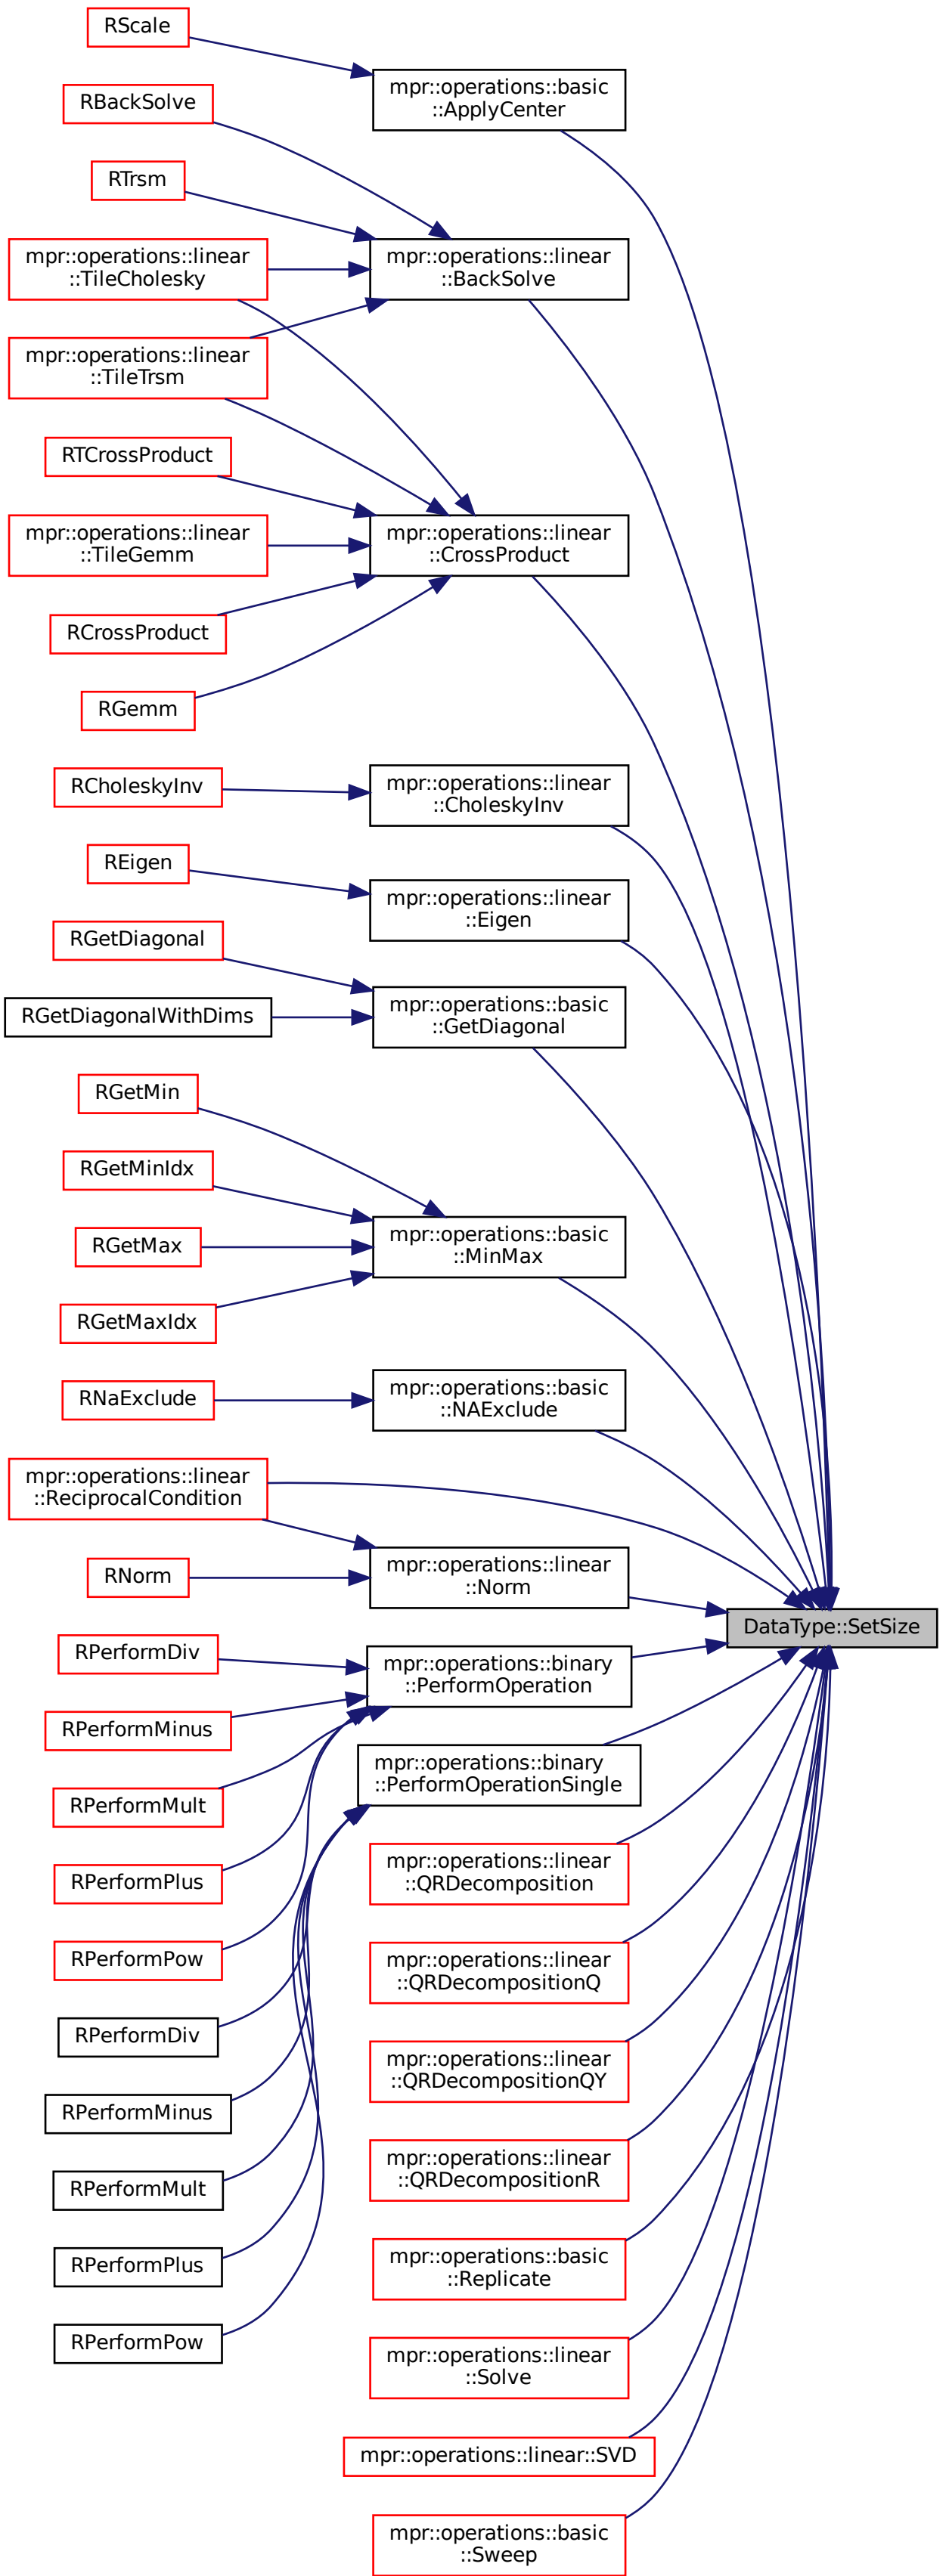 RScale
mpr::operations::basic
::ApplyCenter
RBackSolve
RTrsm
mpr::operations::linear
::TileCholesky
mpr::operations::linear
::BackSolve
mpr::operations::linear
::TileTrsm
RTCrossProduct
mpr::operations::linear
::TileGemm
mpr::operations::linear
::CrossProduct
RCrossProduct
RGemm
RCholeskyInv
mpr::operations::linear
::CholeskyInv
REigen
mpr::operations::linear
::Eigen
RGetDiagonal
RGetDiagonalWithDims
mpr::operations::basic
::GetDiagonal
RGetMin
RGetMinIdx
RGetMax
mpr::operations::basic
::MinMax
RGetMaxIdx
RNaExclude
mpr::operations::basic
::NAExclude
mpr::operations::linear
::ReciprocalCondition
RNorm
mpr::operations::linear
::Norm
DataType::SetSize
RPerformDiv
mpr::operations::binary
::PerformOperation
RPerformMinus
RPerformMult
mpr::operations::binary
::PerformOperationSingle
RPerformPlus
mpr::operations::linear
::QRDecomposition
RPerformPow
mpr::operations::linear
::QRDecompositionQ
RPerformDiv
mpr::operations::linear
::QRDecompositionQY
RPerformMinus
RPerformMult
mpr::operations::linear
::QRDecompositionR
RPerformPlus
mpr::operations::basic
::Replicate
RPerformPow
mpr::operations::linear
::Solve
mpr::operations::linear::SVD
mpr::operations::basic
::Sweep